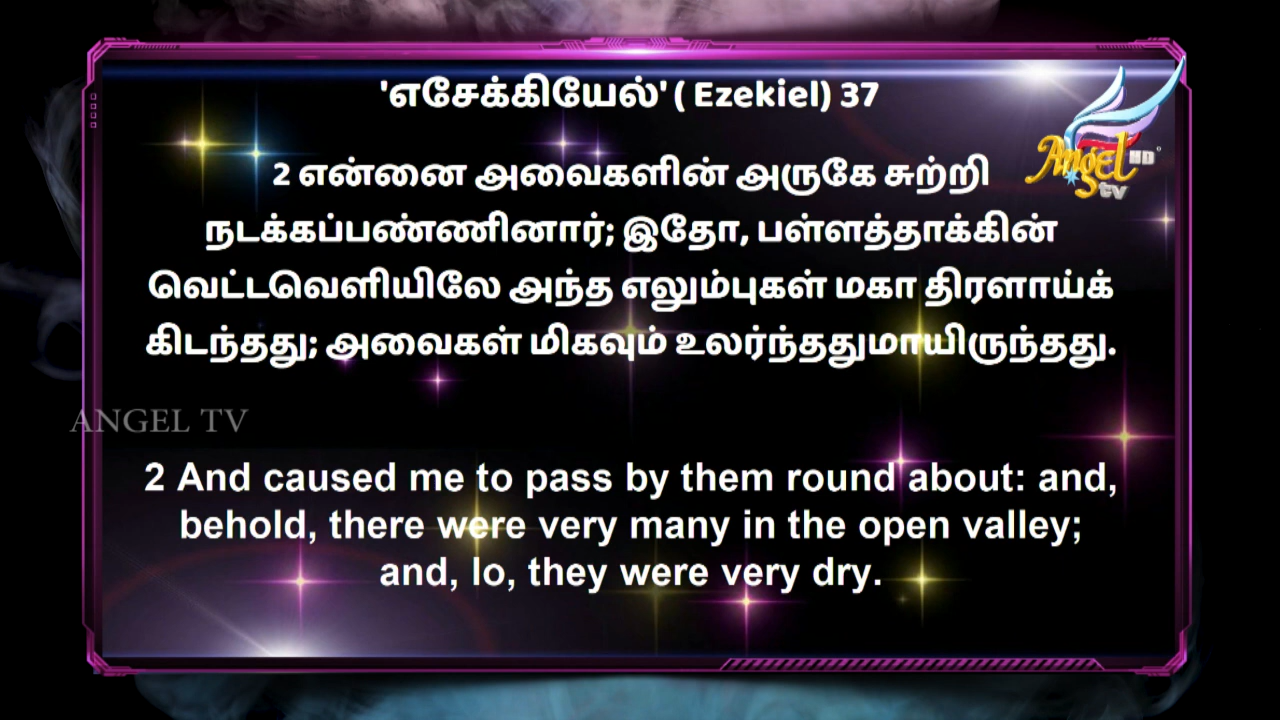 'எசேக்கியேல்' ( Ezekiel) 37
Angel HD
tv
2 என்னை அவைகளின் அருகே சுற்றி
நடக்கப்பண்ணினார்; இதோ, பள்ளத்தாக்கின்
வெட்டவெளியிலே அந்த எலும்புகள் மகா திரளாய்க்
கிடந்தது; அவைகள் மிகவும் உலர்ந்ததுமாயிருந்தது.
ANGEL TV
2 And caused me to pass by them round about: and,
behold, there were very many in the open valley;
and, lo, they were very dry.